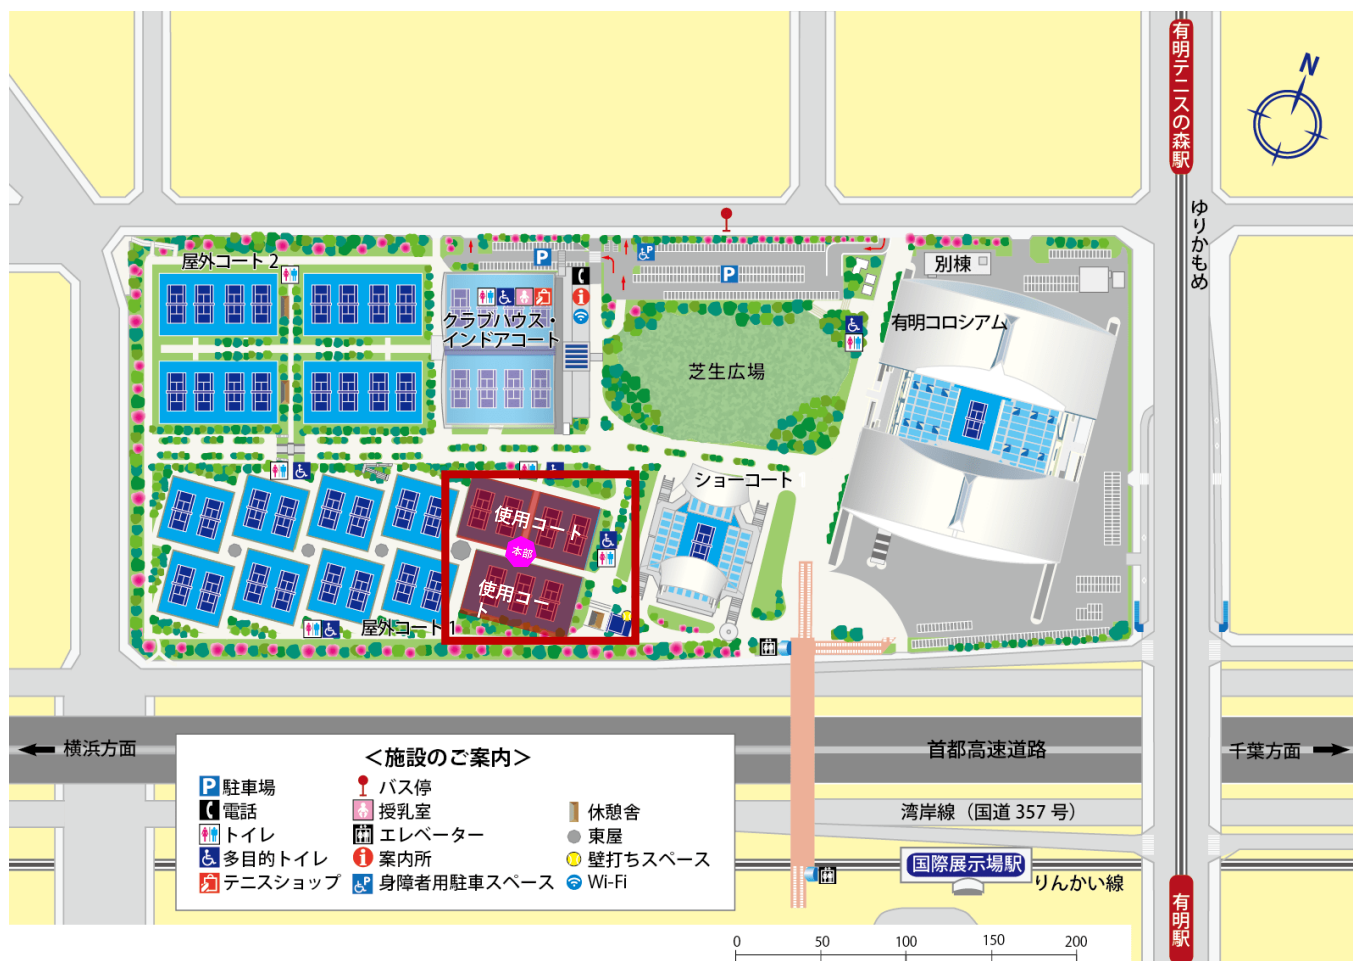 有明テニスの森駅
N
ゆりかもめ
屋外コート 2
P
P
P
別棟
クラブハウス・
インドアコート
有明コロシアム
芝生広場
ショーコート 1
使用コート
本部
使用コー
ト
屋外コート 1
横浜方面
首都高速道路
千葉方面
湾岸線（国道 357 号）
国際展示場駅
りんかい線
有明駅
＜施設のご案内＞
P 駐車場
電話
トイレ
多目的トイレ
テニスショップ
バス停
授乳室
エレベーター
案内所
P 身障者用駐車スペース
休憩舎
東屋
壁打ちスペース
Wi-Fi
0 50 100 150 200